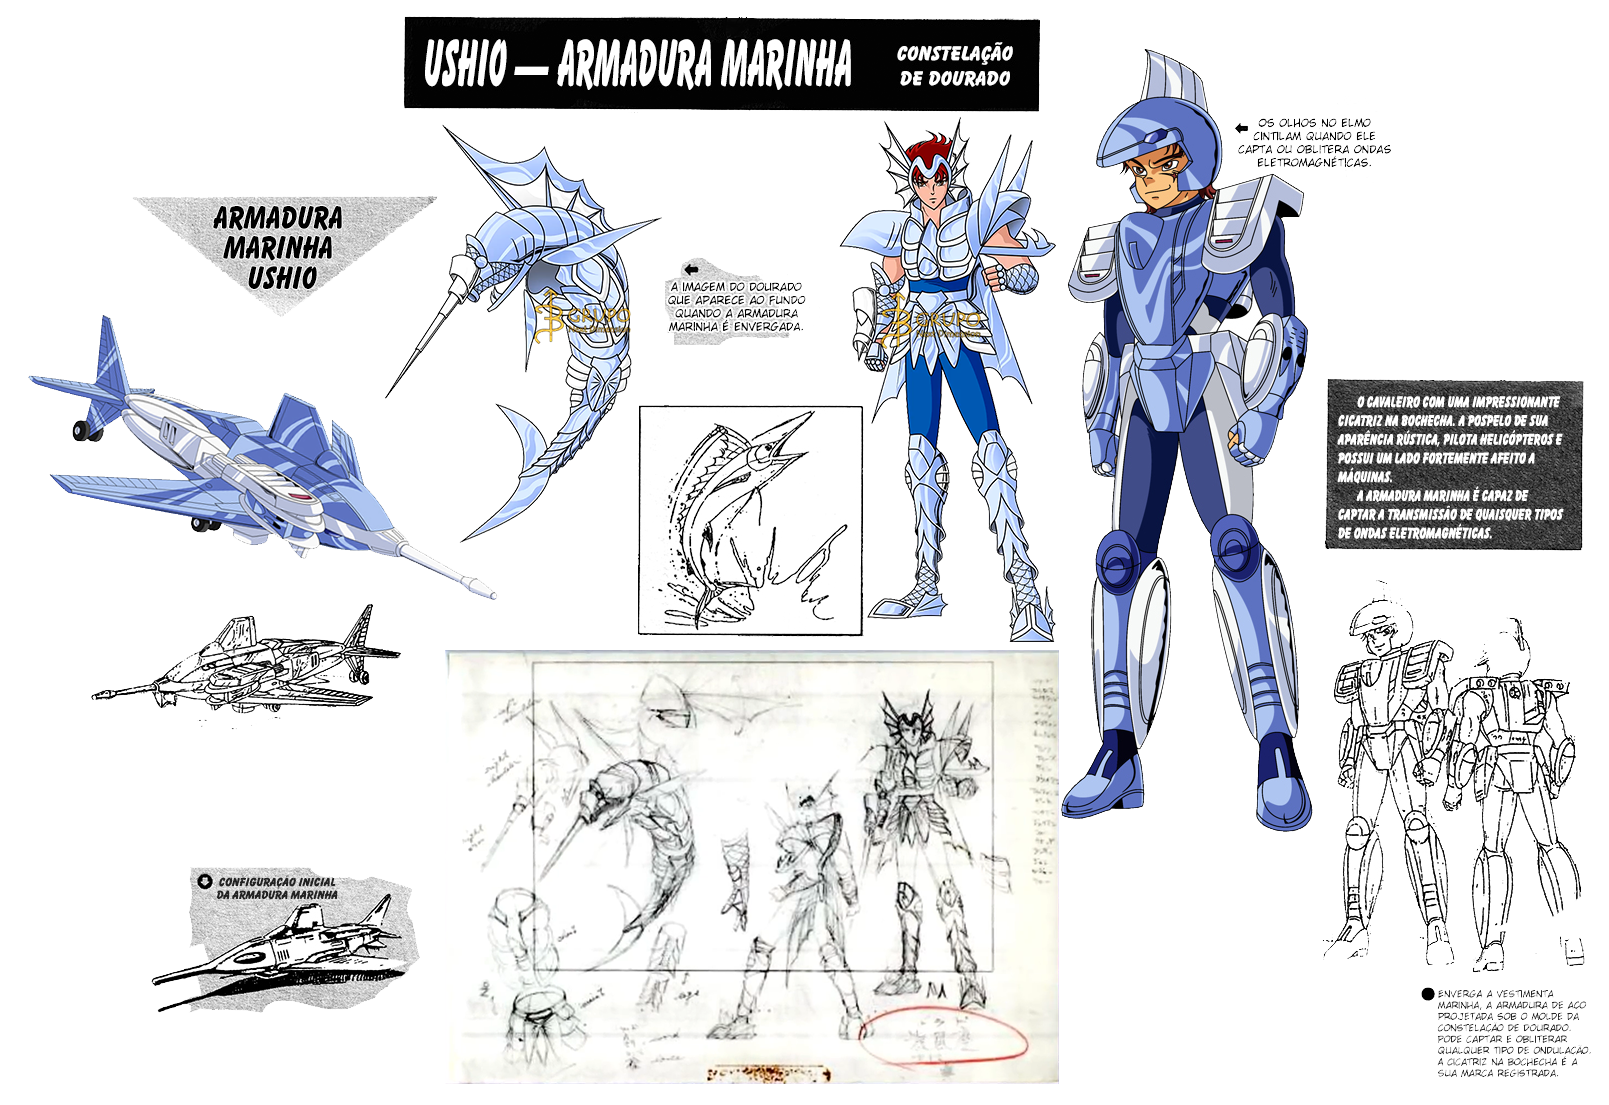 USHIO — ARMADURA MARINHA
CONSTELAÇÃO
DE DOURADO
OS OLHOS NO ELMO
CINTILAM QUANDO ELE
CAPTA OU OBLITERA ONDAS
ELETROMAGNÉTICAS.
ARMADURA
MARINHA
USHIO
A IMAGEM DO DOURADO
QUE APARECE AO FUNDO
QUANDO A ARMADURA
MARINHA É ENVERGADA.
GRUPO
GRUPO
O CAVALEIRO COM UMA IMPRESSIONANTE
CICATRIZ NA BOCHECHA. A POSPELO DE SUA
APARÊNCIA RÚSTICA, PILOTA HELICÓPTEROS E
POSSUI UM LADO FORTEMENTE AFEITO A
MÁQUINAS.
A ARMADURA MARINHA É CAPAZ DE
CAPTAR A TRANSMISSÃO DE QUAISQUER TIPOS
DE ONDAS ELETROMAGNÉTICAS.
CONFIGURAÇÃO INICIAL
DA ARMADURA MARINHA
ENVERGA A VESTIMENTA
MARINHA, A ARMADURA DE AÇO
PROJETADA SOB O MOLDE DA
CONSTELAÇÃO DE DOURADO.
PODE CAPTAR E OBLITERAR
QUALQUER TIPO DE ONDULAÇÃO.
A CICATRIZ NA BOCHECHA É A
SUA MARCA REGISTRADA.